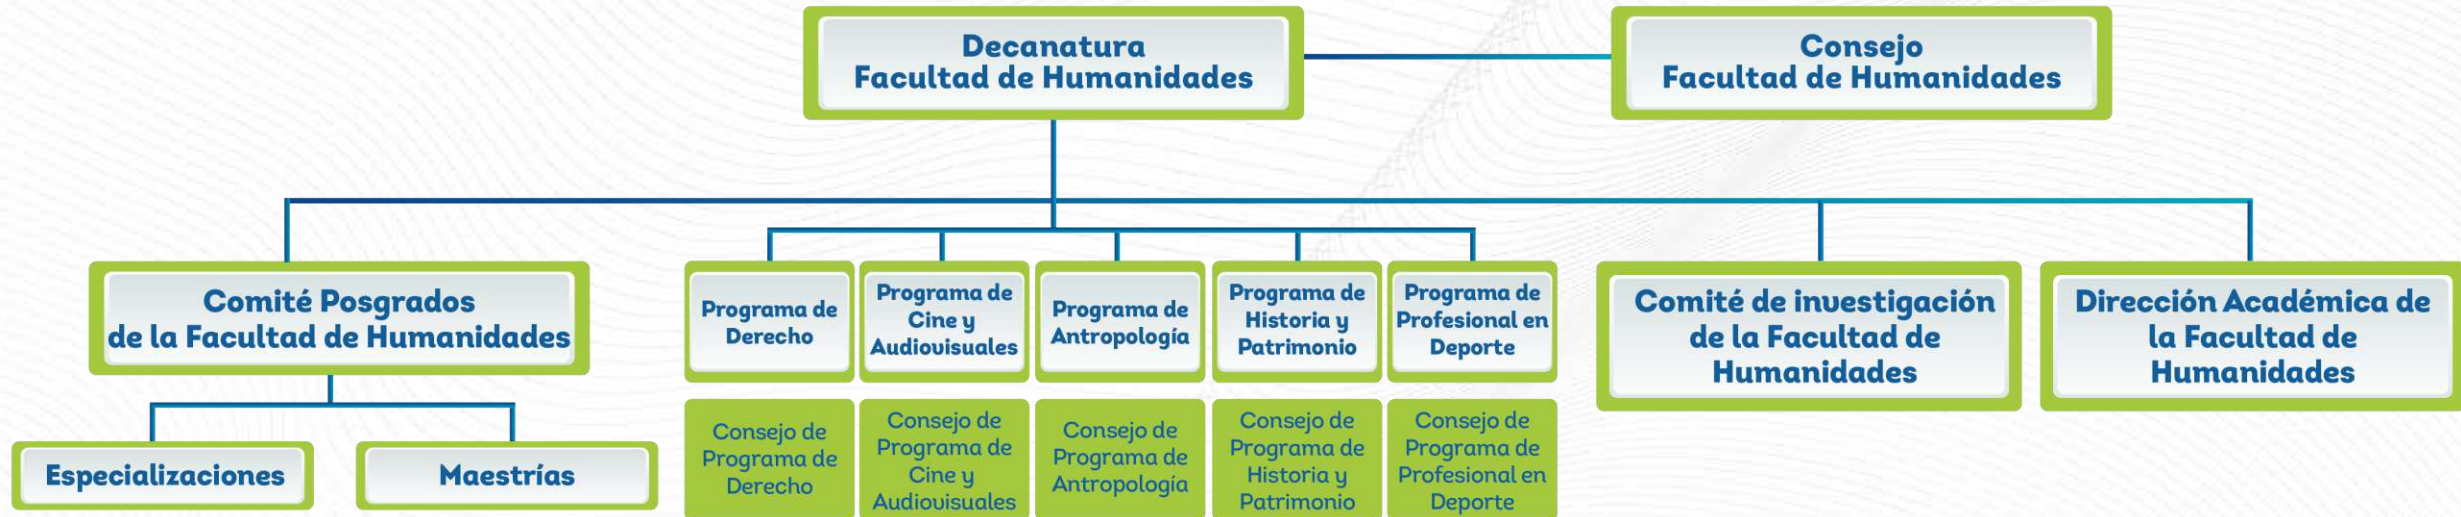 Decanatura
Facultad de Humanidades
Consejo
Facultad de Humanidades
Comité Posgrados
de la Facultad de Humanidades
Programa de
Derecho
Programa de
Cine y
Audiovisuales
Programa de
Antropología
Programa de
Historia y
Patrimonio
Programa de
Profesional en
Deporte
Comité de investigación
de la Facultad de
Humanidades
Dirección Académica de
la Facultad de
Humanidades
Especializaciones
Maestrías
Consejo de
Programa de
Derecho
Consejo de
Programa de
Cine y
Audiovisuales
Consejo de
Programa de
Antropología
Consejo de
Programa de
Historia y
Patrimonio
Consejo de
Programa de
Profesional en
Deporte